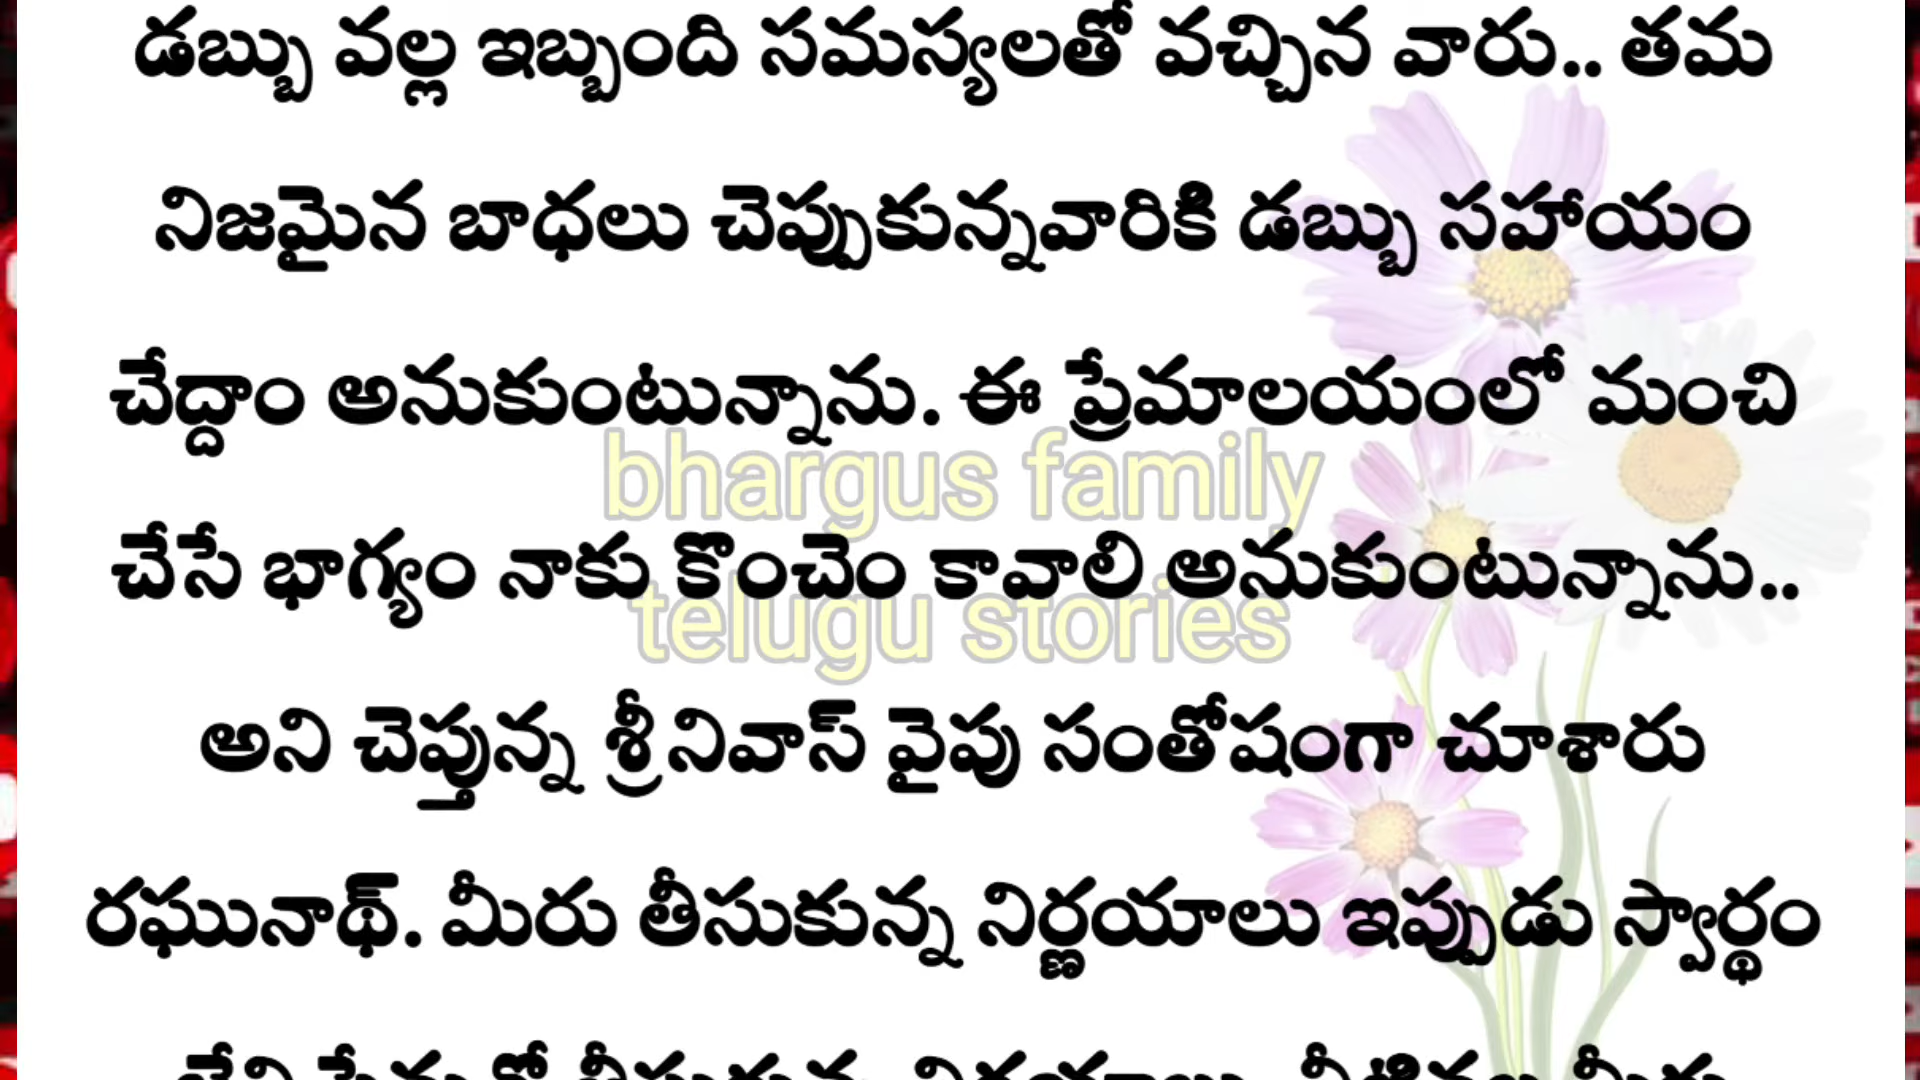 డబ్బు వల్ల ఇబ్బంది సమస్యలతో వచ్చిన వారు.. తమ
నిజమైన బాధలు చెప్పుకున్నవారికి డబ్బు సహాయం
చేద్దాం అనుకుంటున్నాను. ఈ ప్రేమాలయంలో మంచి
bhargus family
చేసే భాగ్యం నాకు కొంచెం కావాలి అనుకుంటున్నాను..
telugu stories
అని చెప్తున్న శ్రీనివాస్ వైపు సంతోషంగా చూశారు
రఘునాథ్. మీరు తీసుకున్న నిర్ణయాలు ఇప్పుడు స్వార్థం